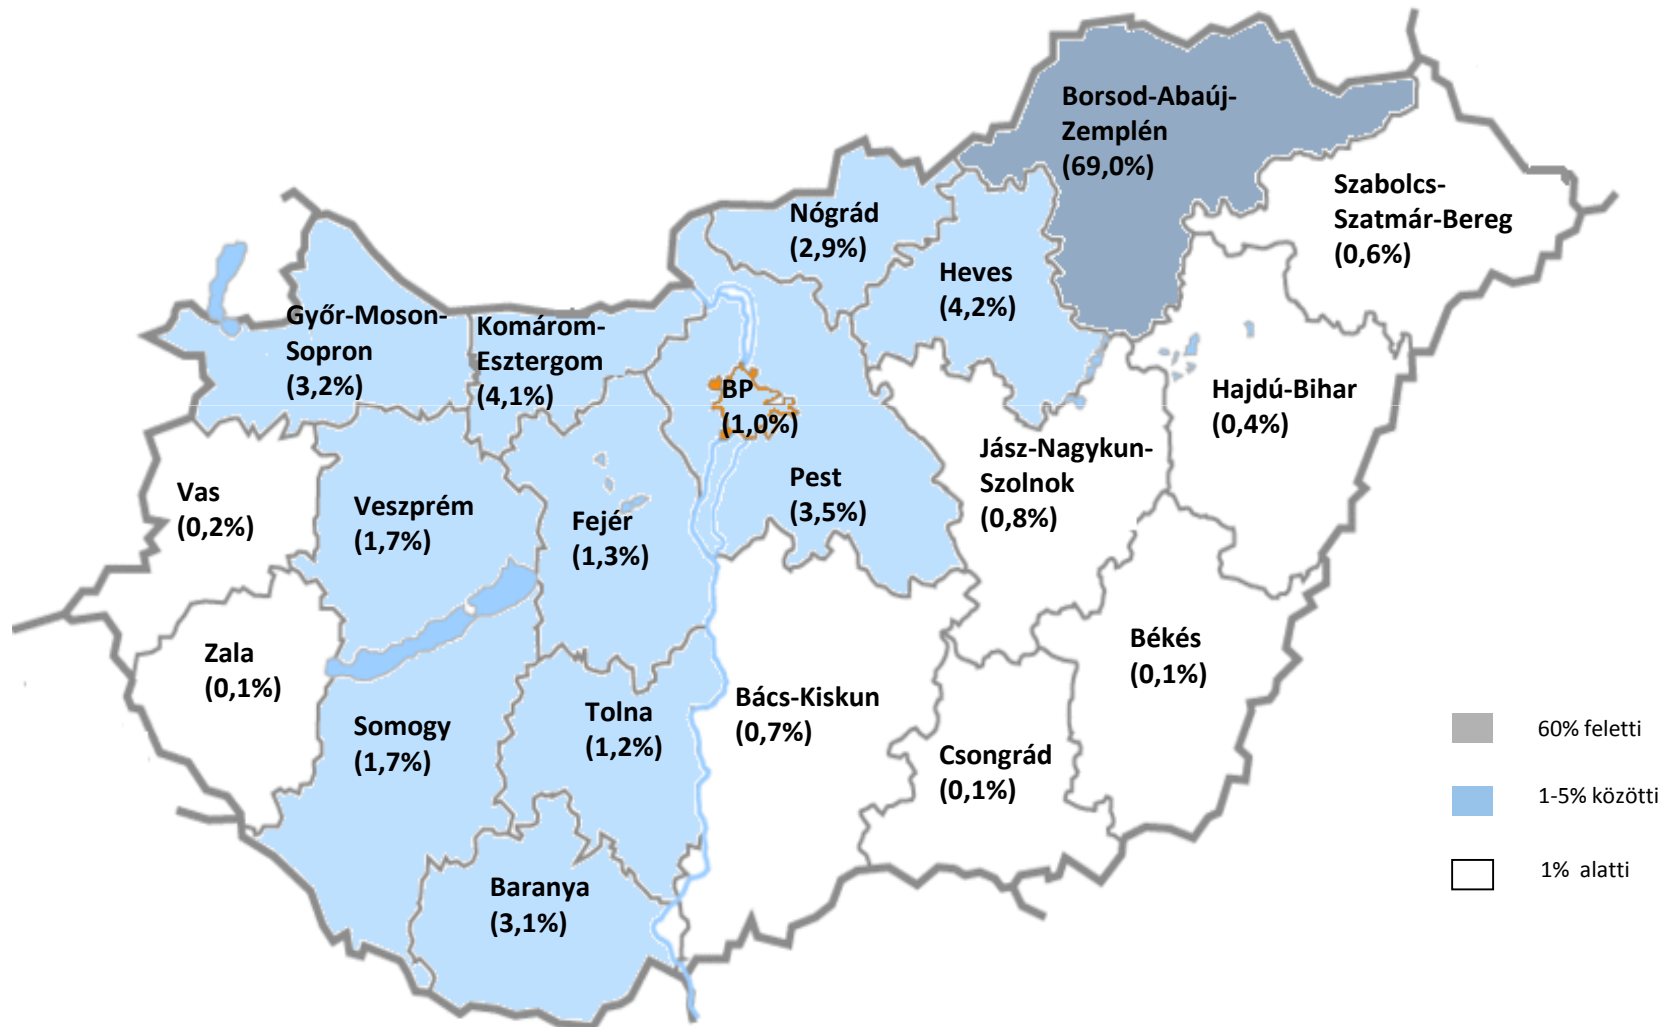 Borsod-Abaúj-
Zemplén
(69,0%)
Szabolcs-
Szatmár-Bereg
(0,6%)
Nógrád
(2,9%)
Heves
(4,2%)
Győr-Moson-
Sopron
(3,2%)
Komárom-
Esztergom
(4,1%)
BP
(1,0%)
Hajdú-Bihar
(0,4%)
Jász-Nagykun-
Szolnok
(0,8%)
Pest
(3,5%)
Vas
(0,2%)
Veszprém
(1,7%)
Fejér
(1,3%)
Zala
(0,1%)
Békés
(0,1%)
Somogy
(1,7%)
Tolna
(1,2%)
Bács-Kiskun
(0,7%)
Csongrád
(0,1%)
Baranya
(3,1%)
60% feletti
1-5% közötti
1% alatti